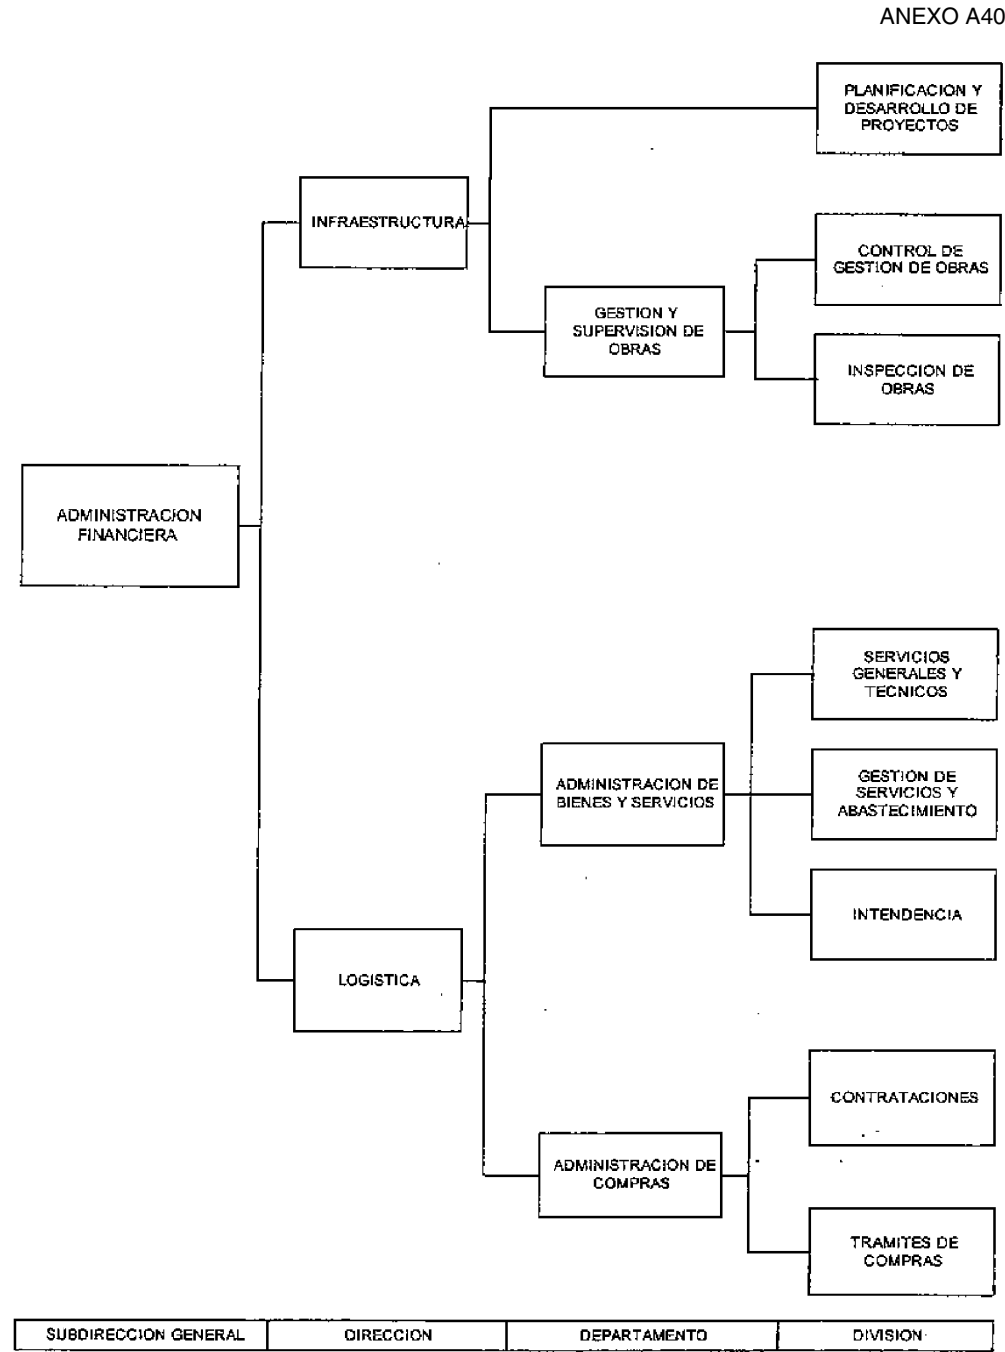 ANEXO A40
PLANIFICACION Y
DESARROLLO DE
PROYECTOS
INFRAESTRUCTURA
CONTROL DE
GESTION DE OBRAS
GESTION Y
SUPERVISION DE
OBRAS
INSPECCION DE
OBRAS
ADMINISTRACION
FINANCIERA
SERVICIOS
GENERALES Y
TECNICOS
ADMINISTRACION DE
BIENES Y SERVICIOS
GESTION DE
SERVICIOS Y
ABASTECIMIENTO
INTENDENCIA
LOGISTICA
CONTRATACIONES
ADMINISTRACION DE
COMPRAS
TRAMITES DE
COMPRAS
SUBDIRECCION GENERAL
DIRECCION
DEPARTAMENTO
DIVISION